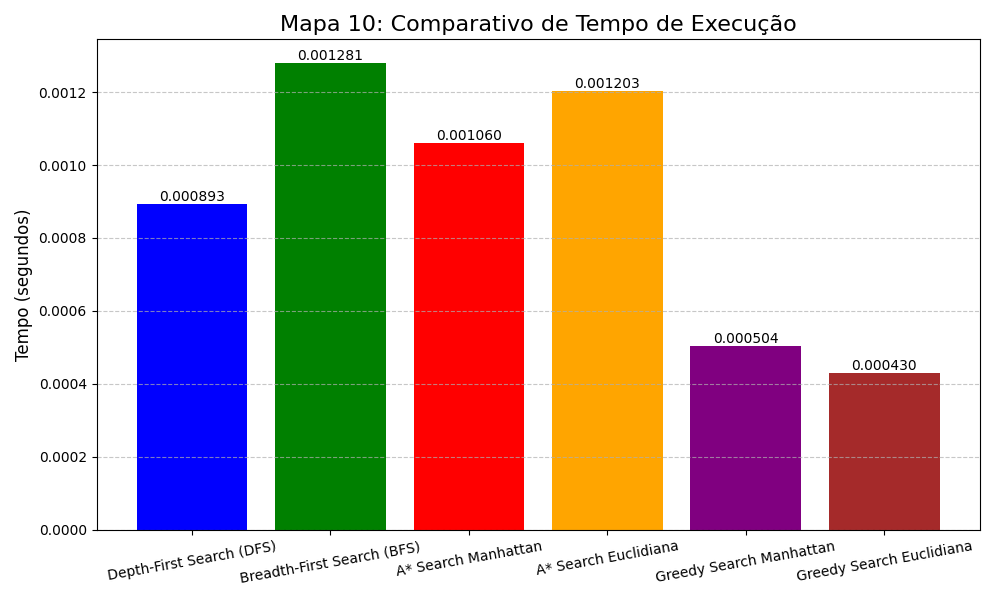 Mapa 10: Comparativo de Tempo de Execução
Tempo (segundos)
0.0012
0.0010
0.0008
0.0006
0.0004
0.0002
0.0000
0.000893
0.001281
0.001060
0.001203
0.000504
0.000430
Depth-First Search (DFS)
Breadth-First Search (BFS)
A* Search Manhattan
A* Search Euclidiana
Greedy Search Manhattan
Greedy Search Euclidiana